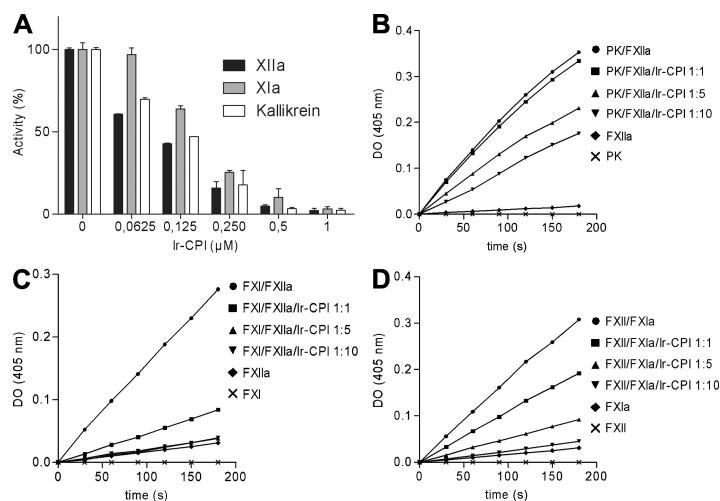 A
Activity (%)
100
50
0
XIIa
XIa
Kallikrein
0
0,0625
0,125
0,250
0,5
1
Ir-CPI (µM)
B
DO (405 nm)
0.4
0.3
0.2
0.1
0.0
0
50
100
150
200
time (s)
PK/FXIIa
PK/FXIIa/Ir-CPI 1:1
PK/FXIIa/Ir-CPI 1:5
PK/FXIIa/Ir-CPI 1:10
FXIIa
PK
C
DO (405 nm)
0.3
0.2
0.1
0.0
0
50
100
150
200
time (s)
FXI/FXIIa
FXI/FXIIa/Ir-CPI 1:1
FXI/FXIIa/Ir-CPI 1:5
FXI/FXIIa/Ir-CPI 1:10
FXIIa
FXI
D
DO (405 nm)
0.4
0.3
0.2
0.1
0.0
0
50
100
150
200
time (s)
FXII/FXIa
FXII/FXIa/Ir-CPI 1:1
FXII/FXIa/Ir-CPI 1:5
FXII/FXIa/Ir-CPI 1:10
FXIa
FXII